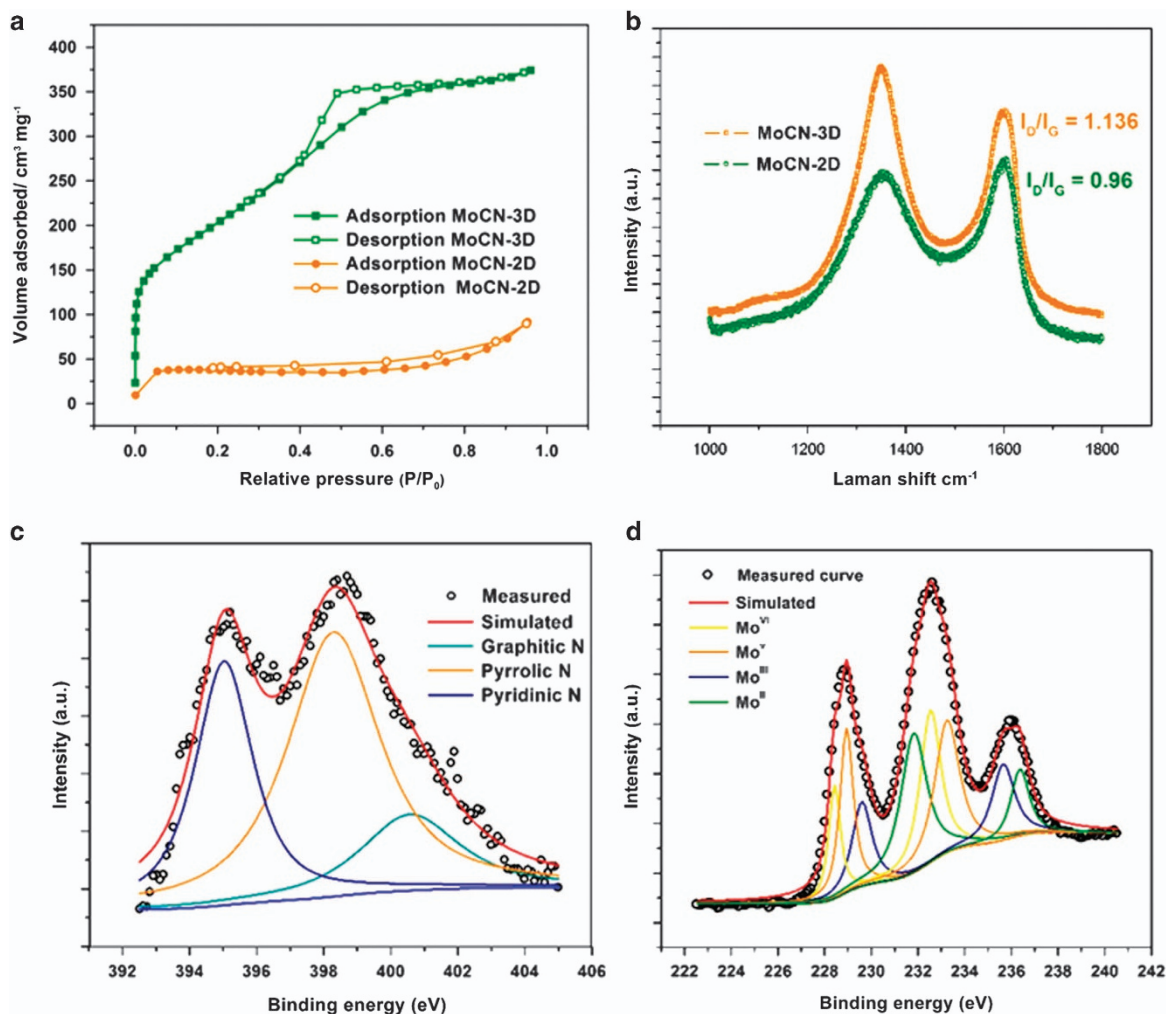 a
400
350
300
250
200
150
100
50
0
Volume adsorbed/ cm³ mg⁻¹
Adsorption MoCN-3D
Desorption MoCN-3D
Adsorption MoCN-2D
Desorption MoCN-2D
0.0 0.2 0.4 0.6 0.8 1.0
Relative pressure (P/P₀)
b
Intensity (a.u.)
MoCN-3D
MoCN-2D
I_D/I_G = 1.136
I_D/I_G = 0.96
1000 1200 1400 1600 1800
Laman shift cm⁻¹
c
Intensity (a.u.)
Measured
Simulated
Graphitic N
Pyrrolic N
Pyridinic N
392 394 396 398 400 402 404 406
Binding energy (eV)
d
Intensity (a.u.)
Measured curve
Simulated
Mo^VI
Mo^V
Mo^III
Mo^II
222 224 226 228 230 232 234 236 238 240 242
Binding energy (eV)